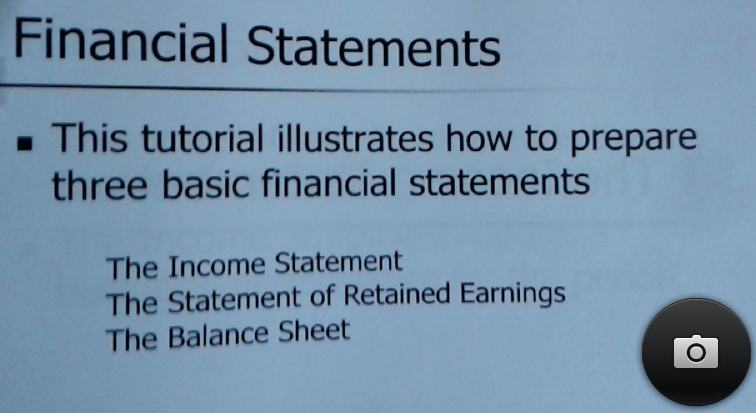 Financial Statements
■ This tutorial illustrates how to prepare
three basic financial statements
The Income Statement
The Statement of Retained Earnings
The Balance Sheet